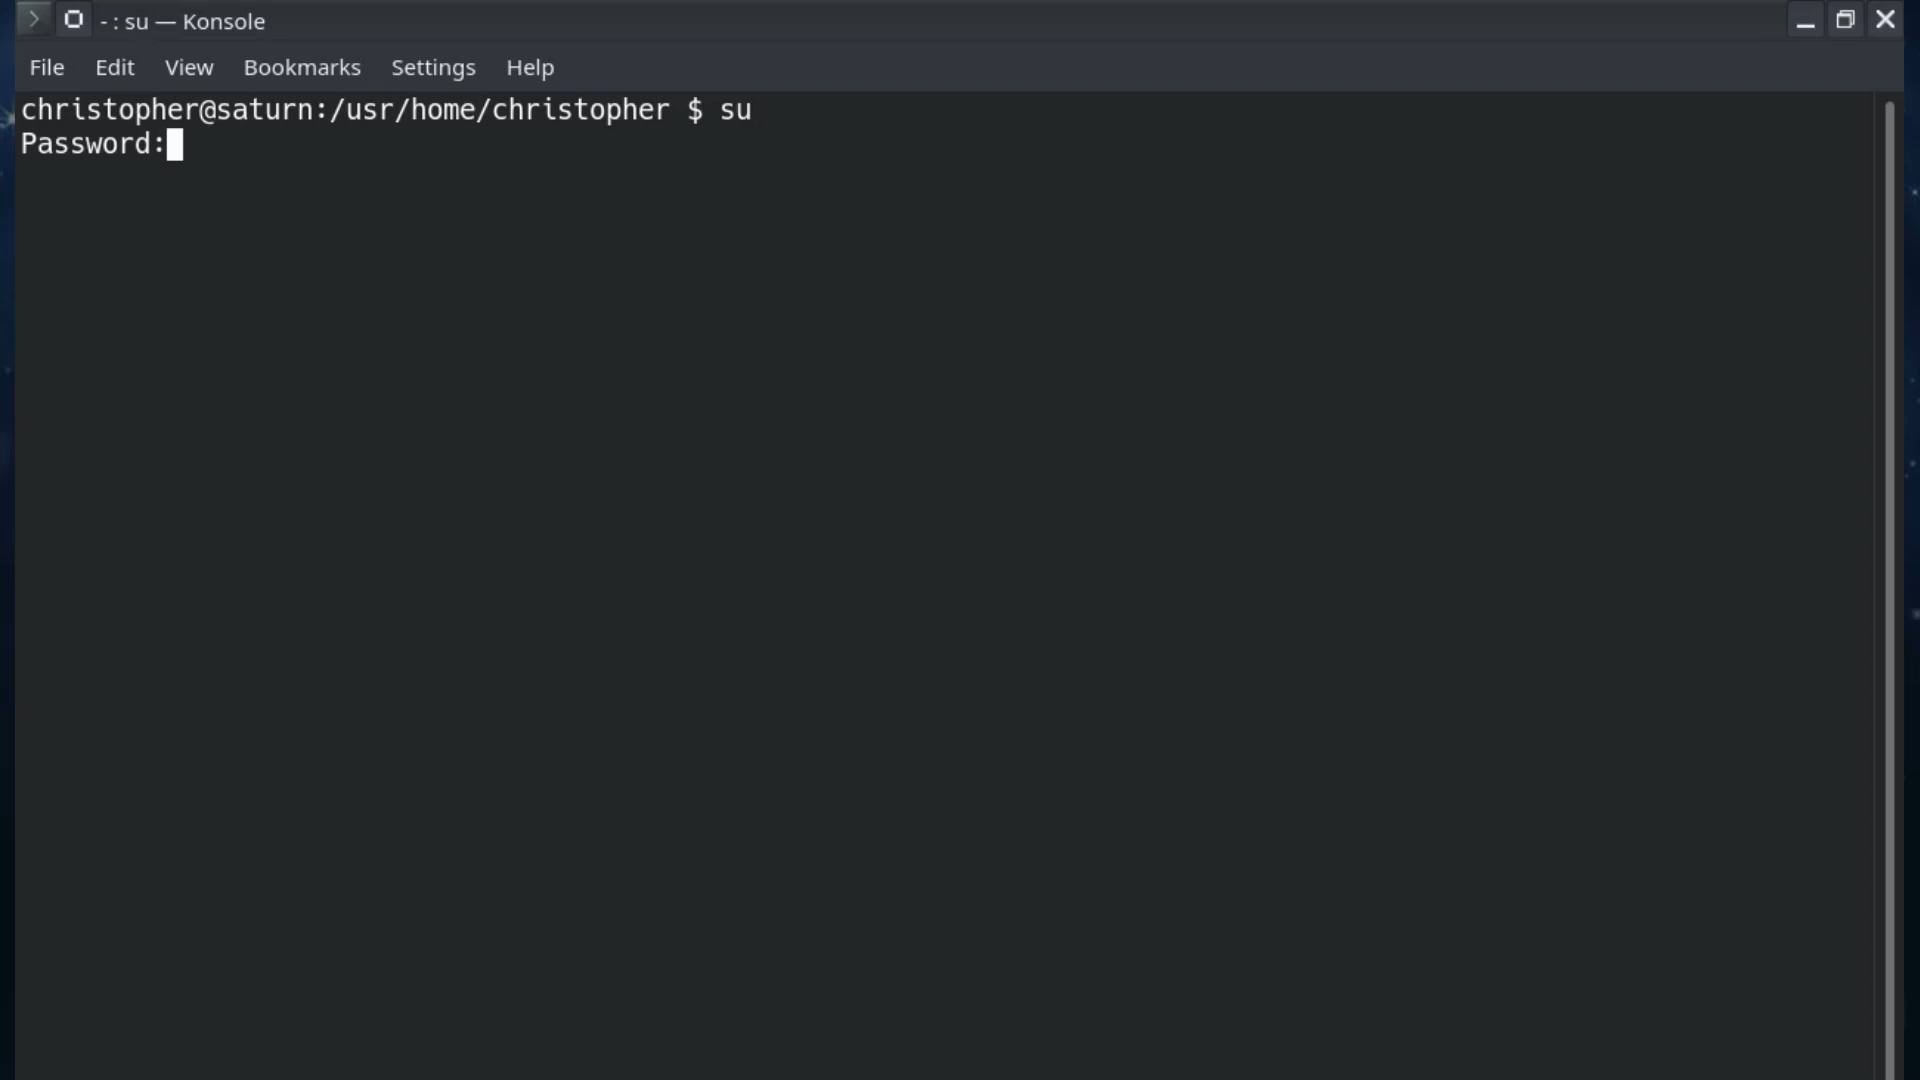 - : su — Konsole
File Edit View Bookmarks Settings Help
christopher@saturn:/usr/home/christopher $ su
Password: